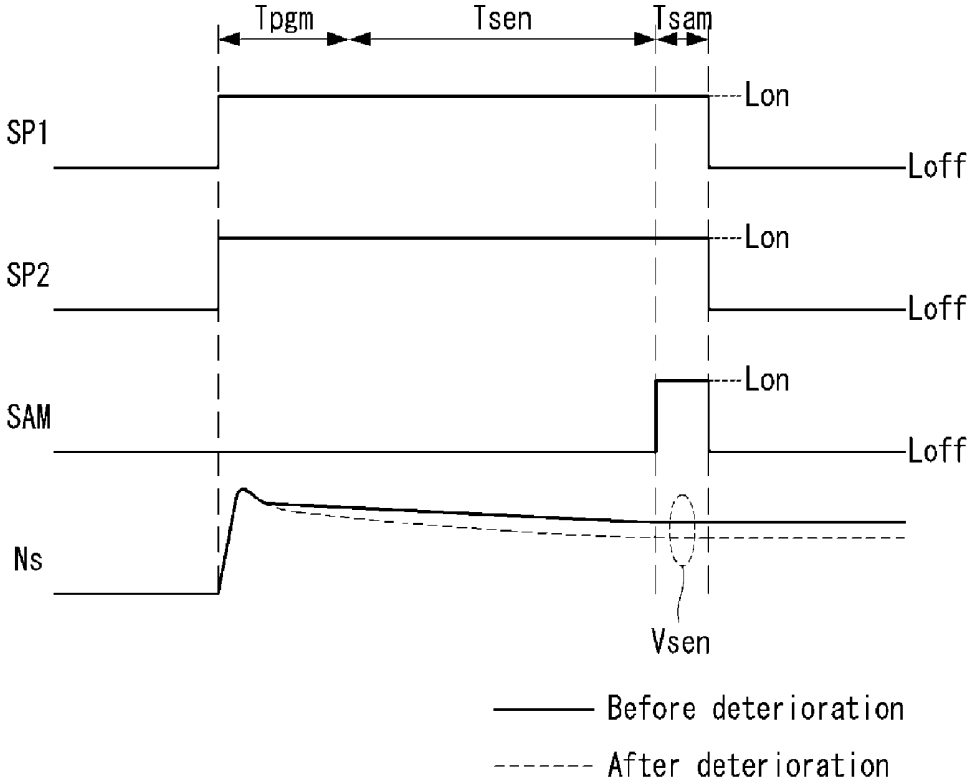 Tpgm Tsen Tsam
Lon
SP1
Loff
Lon
SP2
Loff
Lon
SAM
Loff
Ns
Vsen
Before deterioration
After deterioration